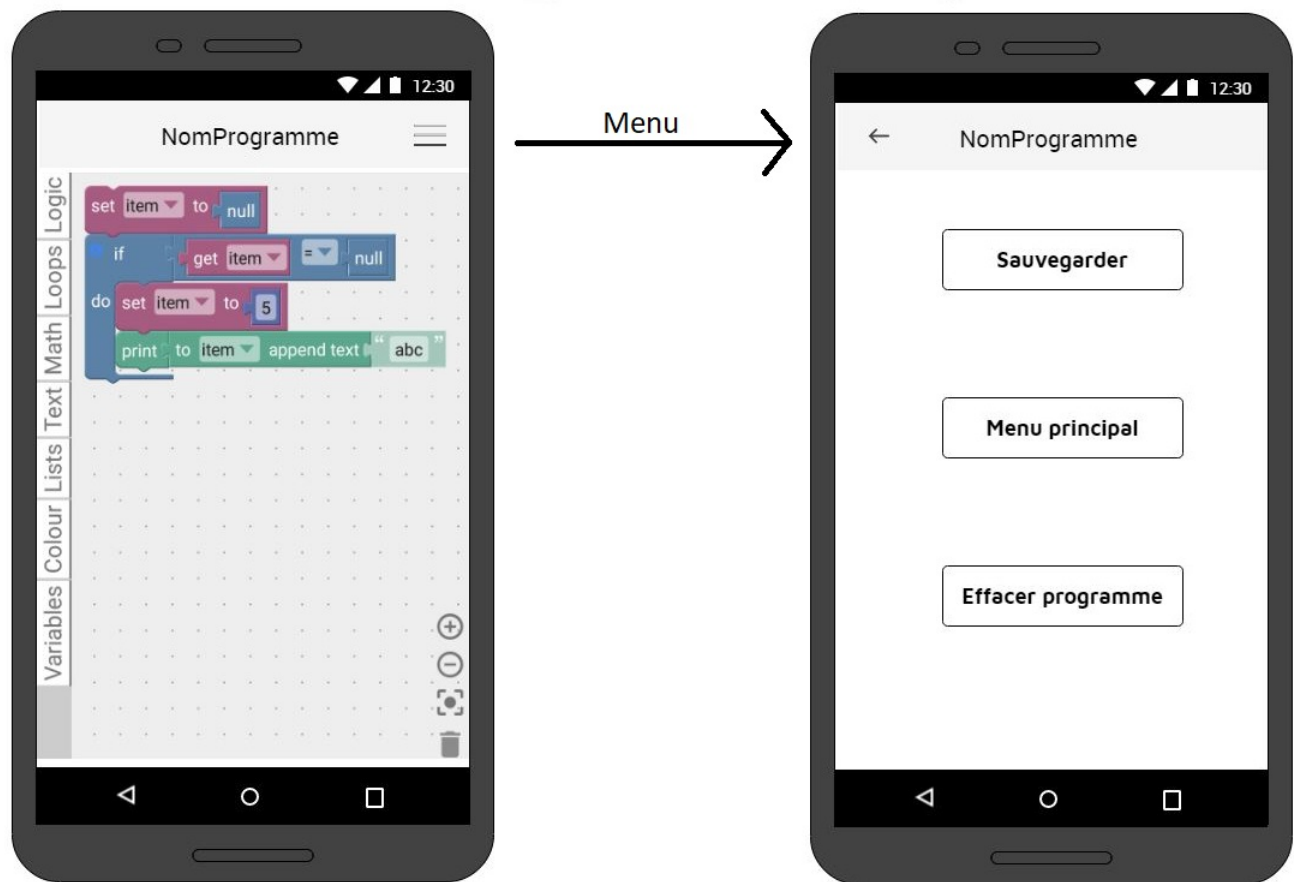 12:30
NomProgramme
Logic
Loops
Math
Text
Lists
Colour
Variables
set item to null
if get item = null
do set item to 5
print to item append text “ abc ”
Menu
12:30
NomProgramme
Sauvegarder
Menu principal
Effacer programme